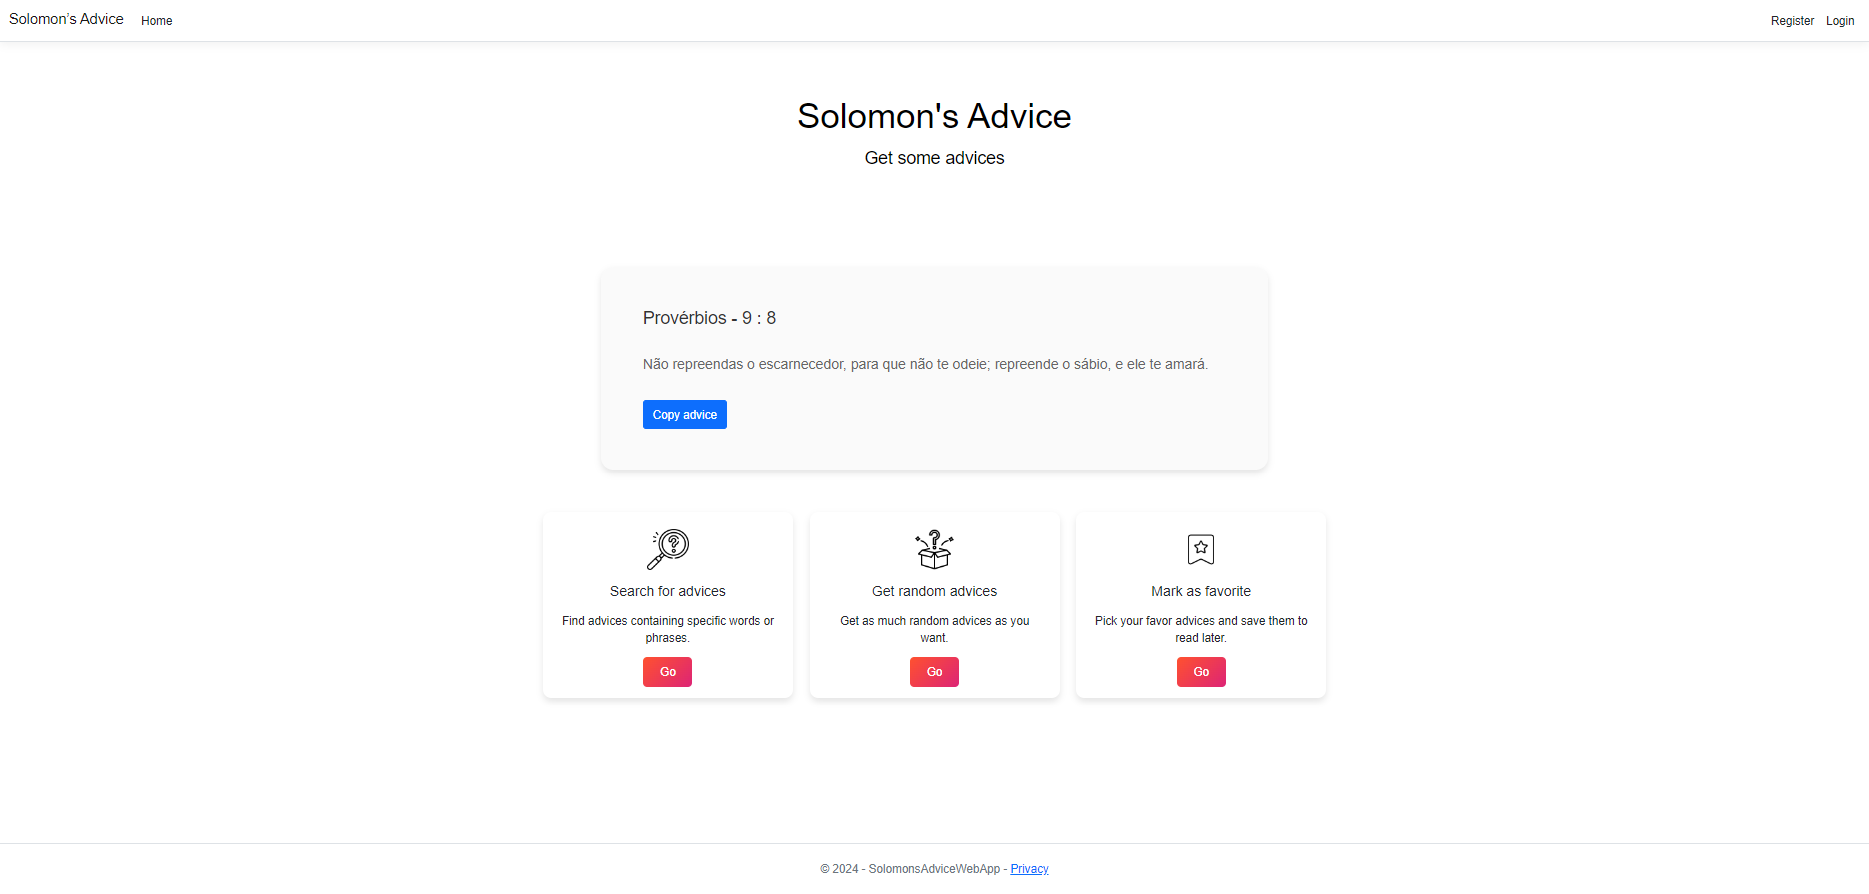 Solomon's Advice Home Register Login
Solomon's Advice
Get some advices
Provérbios - 9 : 8
Não repreendas o escarnecedor, para que não te odeie; repreende o sábio, e ele te amará.
Copy advice
Search for advices
Find advices containing specific words or
phrases.
Go
Get random advices
Get as much random advices as you
want.
Go
Mark as favorite
Pick your favor advices and save them to
read later.
Go
© 2024 - SolomonsAdviceWebApp - Privacy